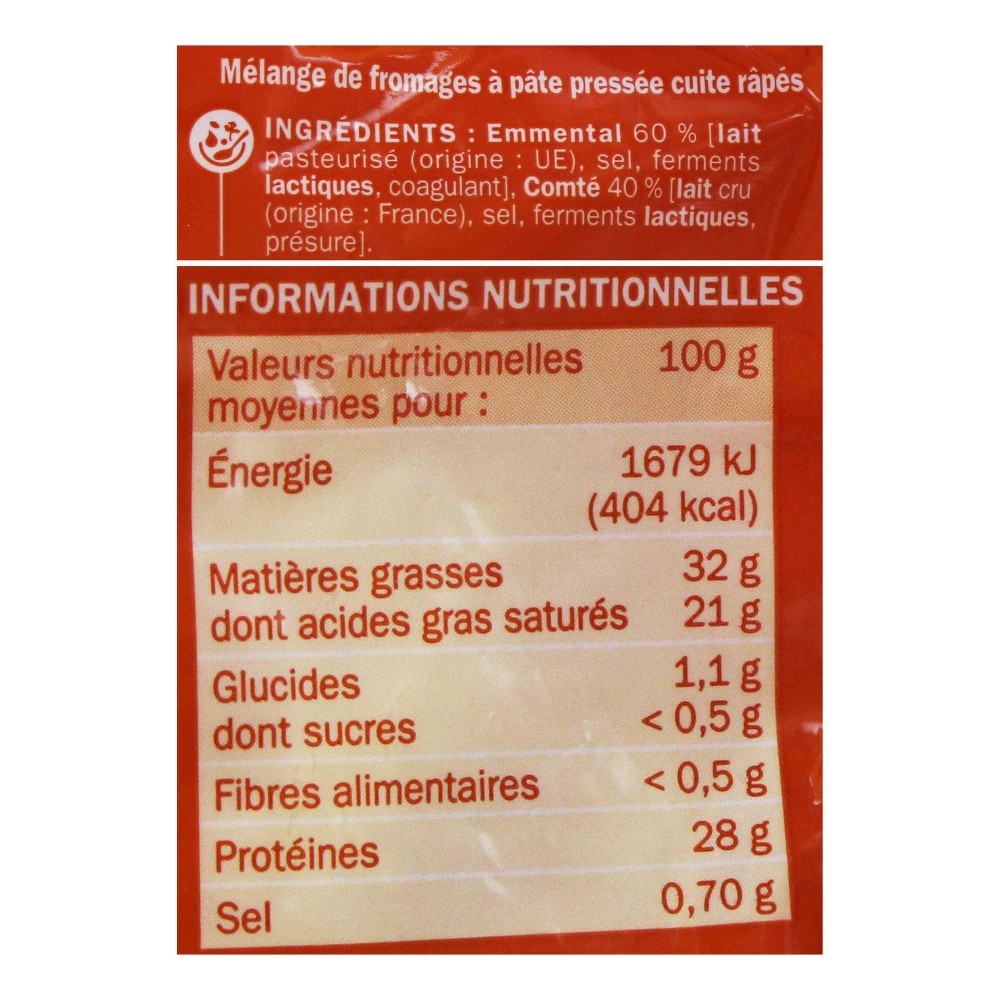 Mélange de fromages à pâte pressée cuite râpés
INGRÉDIENTS : Emmental 60 % [lait
pasteurisé (origine : UE), sel, ferments
lactiques, coagulant], Comté 40 % [lait cru
(origine : France), sel, ferments lactiques,
présure].
INFORMATIONS NUTRITIONNELLES
Valeurs nutritionnelles 100 g
moyennes pour :
Énergie 1679 kJ
(404 kcal)
Matières grasses 32 g
dont acides gras saturés 21 g
Glucides 1,1 g
dont sucres < 0,5 g
Fibres alimentaires < 0,5 g
Protéines 28 g
Sel 0,70 g